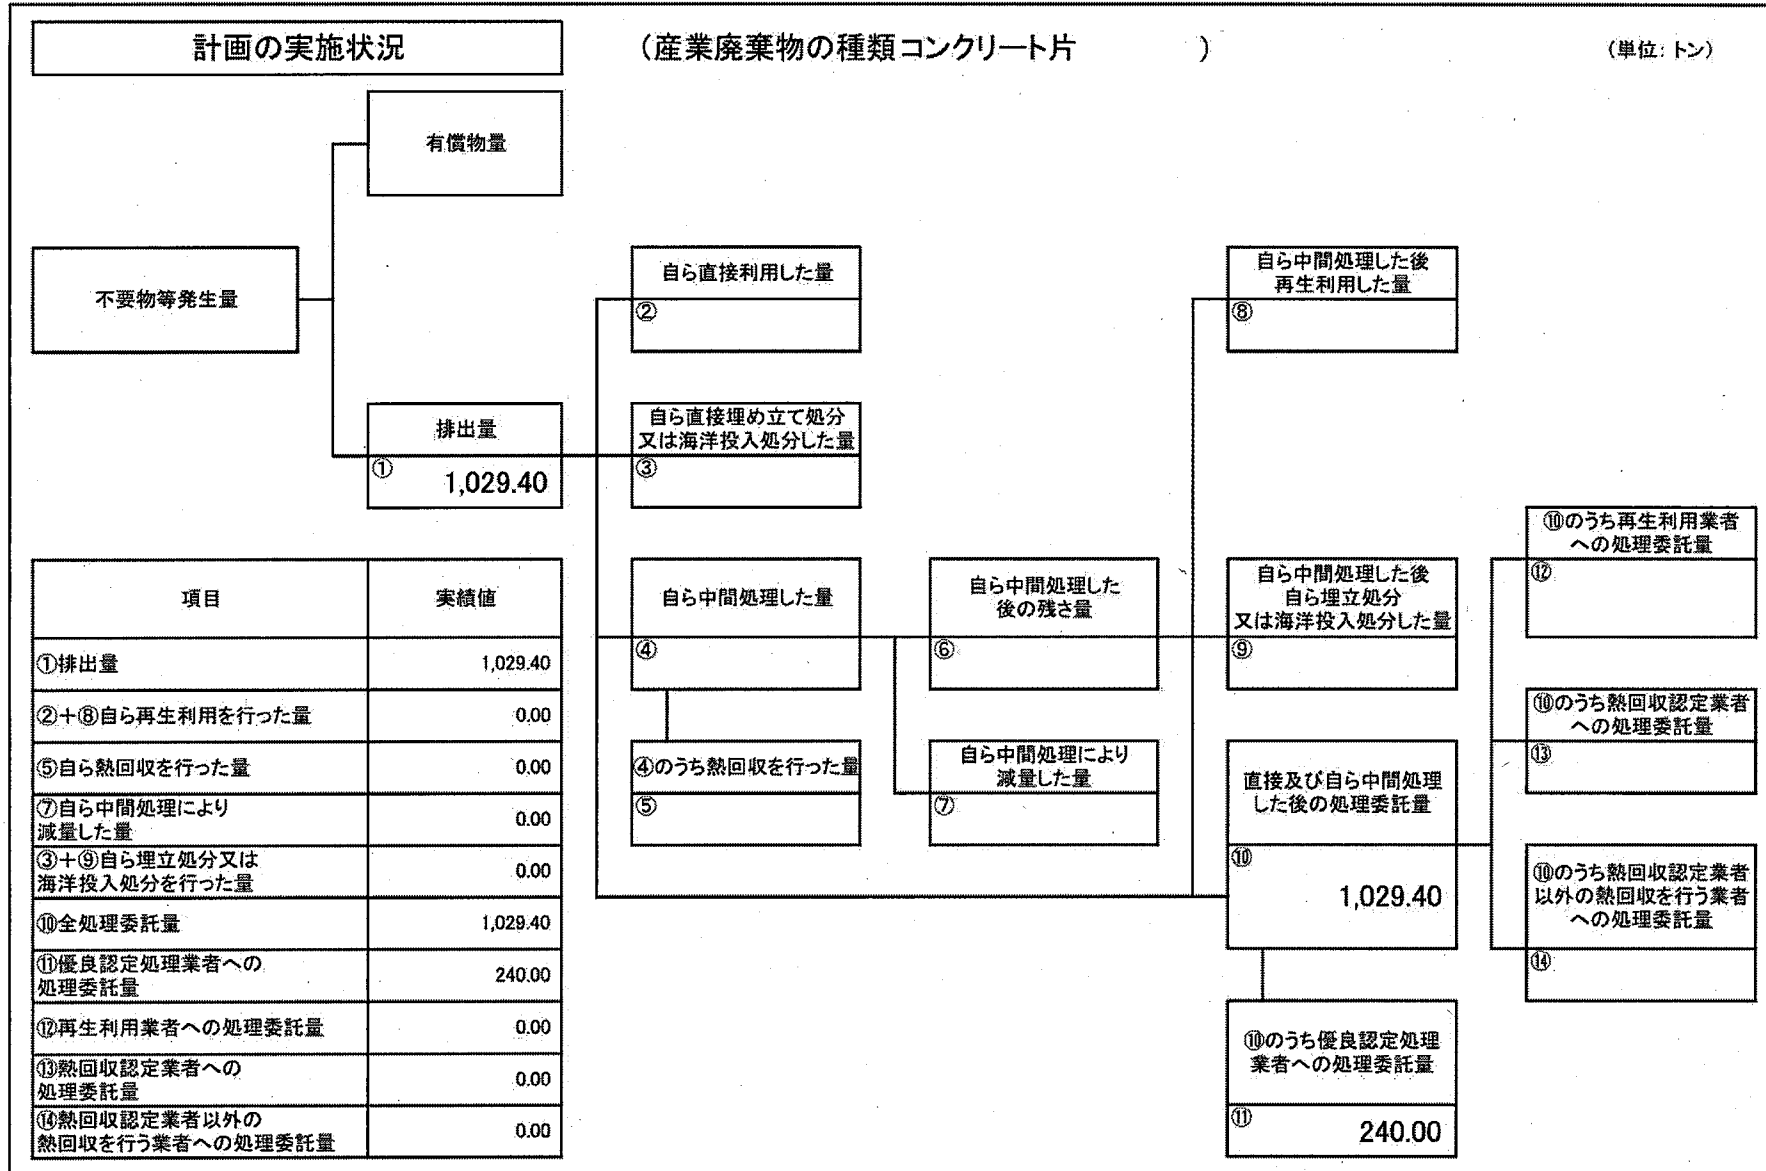 計画の実施状況
(産業廃棄物の種類コンクリート片 )
(単位:トン)
有償物量
不要物等発生量
排出量
①
1,029.40
自ら直接利用した量
②
自ら直接埋め立て処分
又は海洋投入処分した量
③
自ら中間処理した後
再生利用した量
⑧
自ら中間処理した量
④
自ら中間処理した
後の残さ量
⑥
自ら中間処理した後
自ら埋立処分
又は海洋投入処分した量
⑨
⑩のうち再生利用業者
への処理委託量
⑫
④のうち熱回収を行った量
⑤
自ら中間処理により
減量した量
⑦
直接及び自ら中間処理
した後の処理委託量
⑩
1,029.40
⑩のうち熱回収認定業者
への処理委託量
⑬
⑩のうち熱回収認定業者
以外の熱回収を行う業者
への処理委託量
⑭
⑩のうち優良認定処理
業者への処理委託量
⑪
240.00
項目 実績値
①排出量 1,029.40
②+⑧自ら再生利用を行った量 0.00
⑤自ら熱回収を行った量 0.00
⑦自ら中間処理により
減量した量 0.00
③+⑨自ら埋立処分又は
海洋投入処分を行った量 0.00
⑩全処理委託量 1,029.40
⑪優良認定処理業者への
処理委託量 240.00
⑫再生利用業者への処理委託量 0.00
⑬熱回収認定業者への
処理委託量 0.00
⑭熱回収認定業者以外の
熱回収を行う業者への処理委託量 0.00